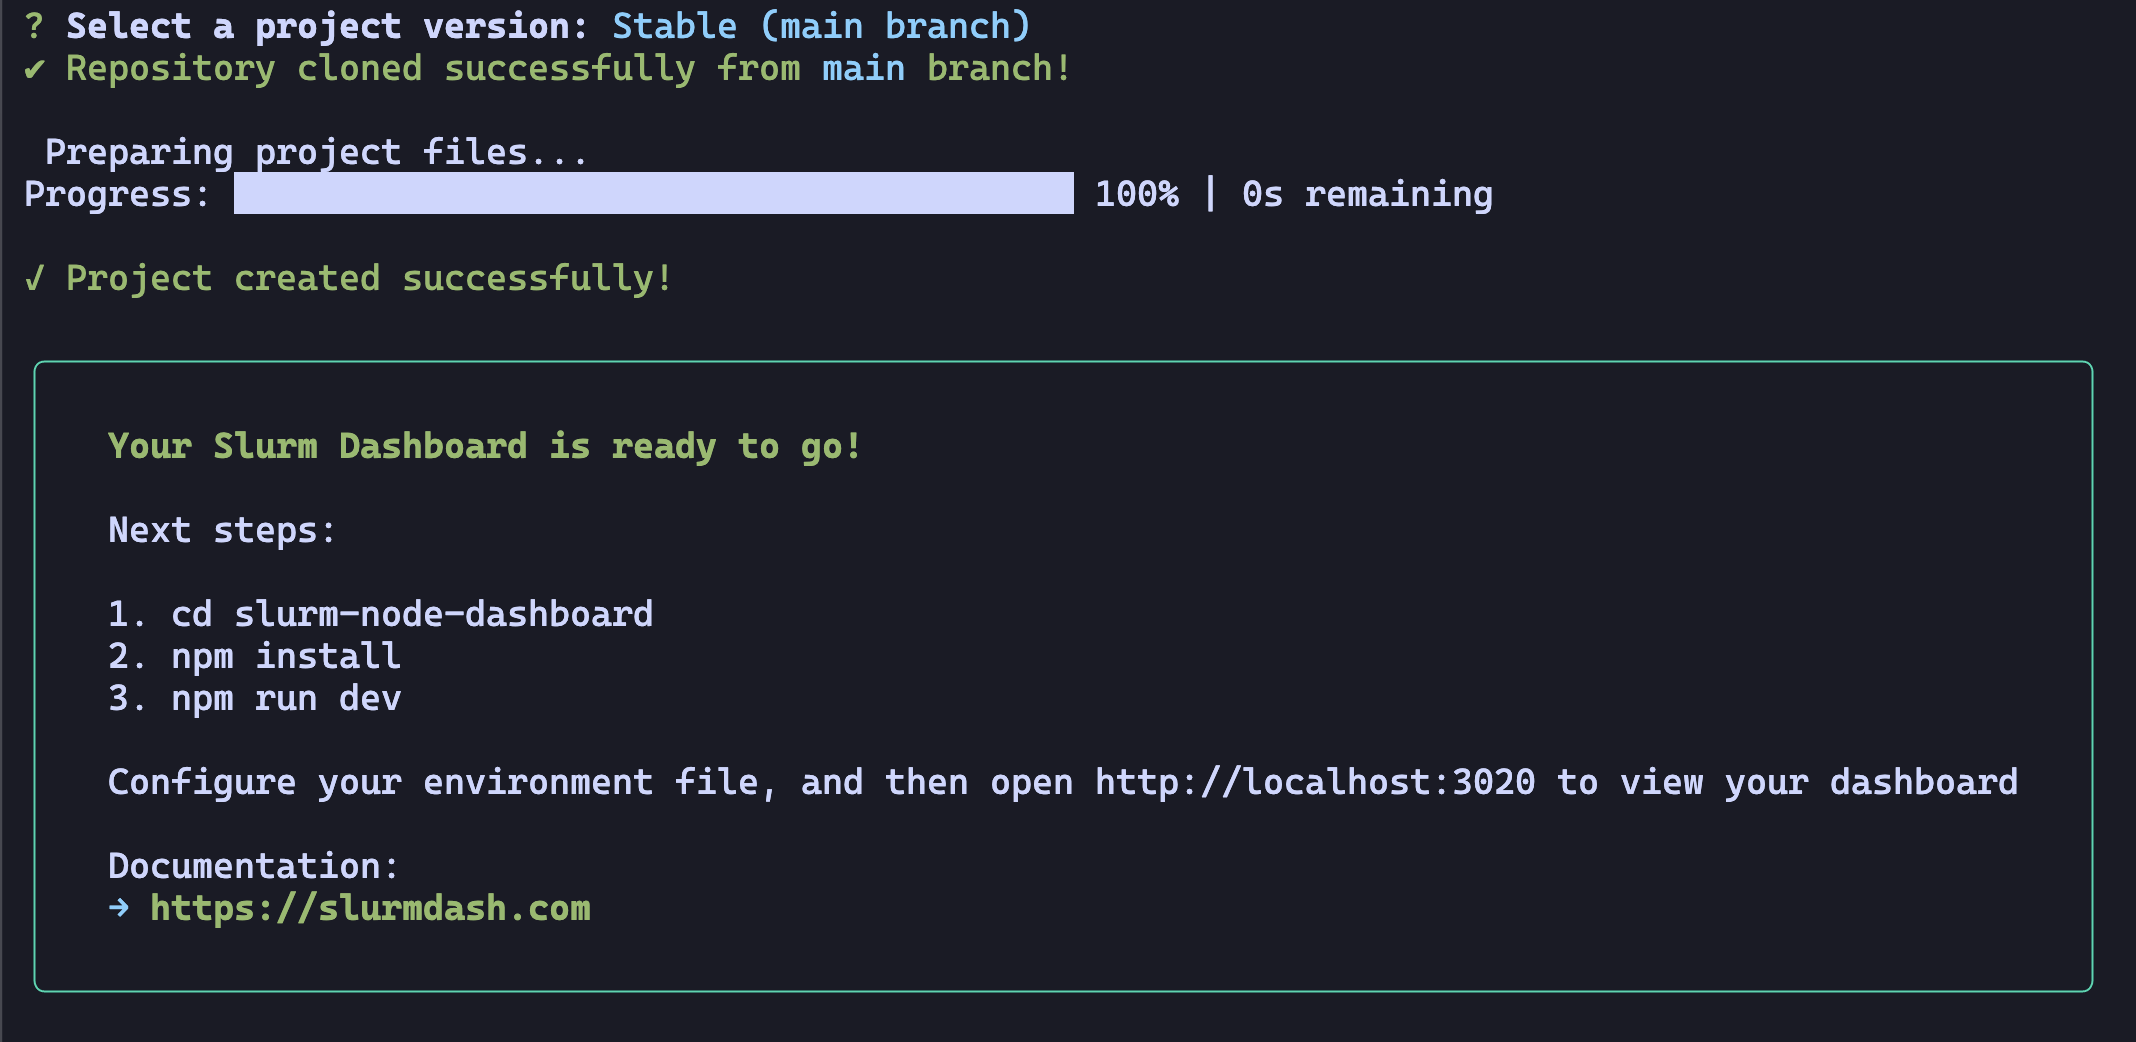 ? Select a project version: Stable (main branch)
✔ Repository cloned successfully from main branch!
Preparing project files...
Progress: 100% | 0s remaining
√ Project created successfully!
Your Slurm Dashboard is ready to go!
Next steps:
1. cd slurm-node-dashboard
2. npm install
3. npm run dev
Configure your environment file, and then open http://localhost:3020 to view your dashboard
Documentation:
→ https://slurmdash.com